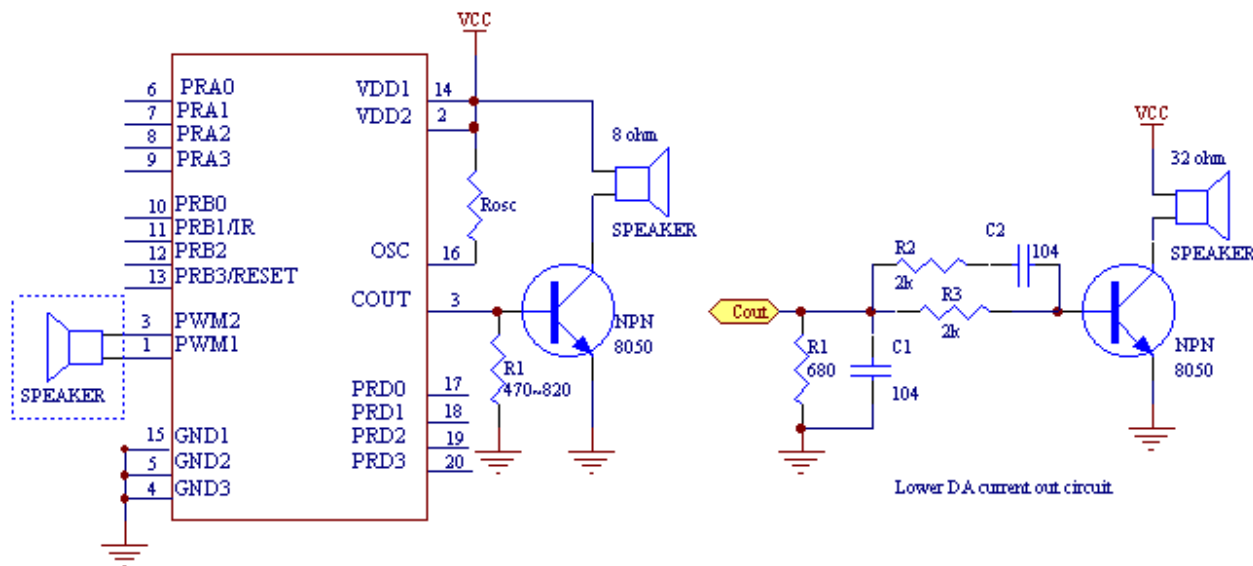 VCC
6 PRA0 VDD1 14
7 PRA1 VDD2 2
8 PRA2
9 PRA3
8 ohm
SPEAKER
Rosc
10 PRB0
11 PRB1/IR
12 PRB2 OSC 16
13 PRB3/RESET
COUT 3
3 PWM2
1 PWM1
SPEAKER
NPN
8050
R1
470~820
PRD0 17
PRD1 18
PRD2 19
PRD3 20
15 GND1
5 GND2
4 GND3
VCC
32 ohm
SPEAKER
C2
104
R2
2k
R3
2k
Cout
R1
680
C1
104
NPN
8050
Lower DA current out circuit